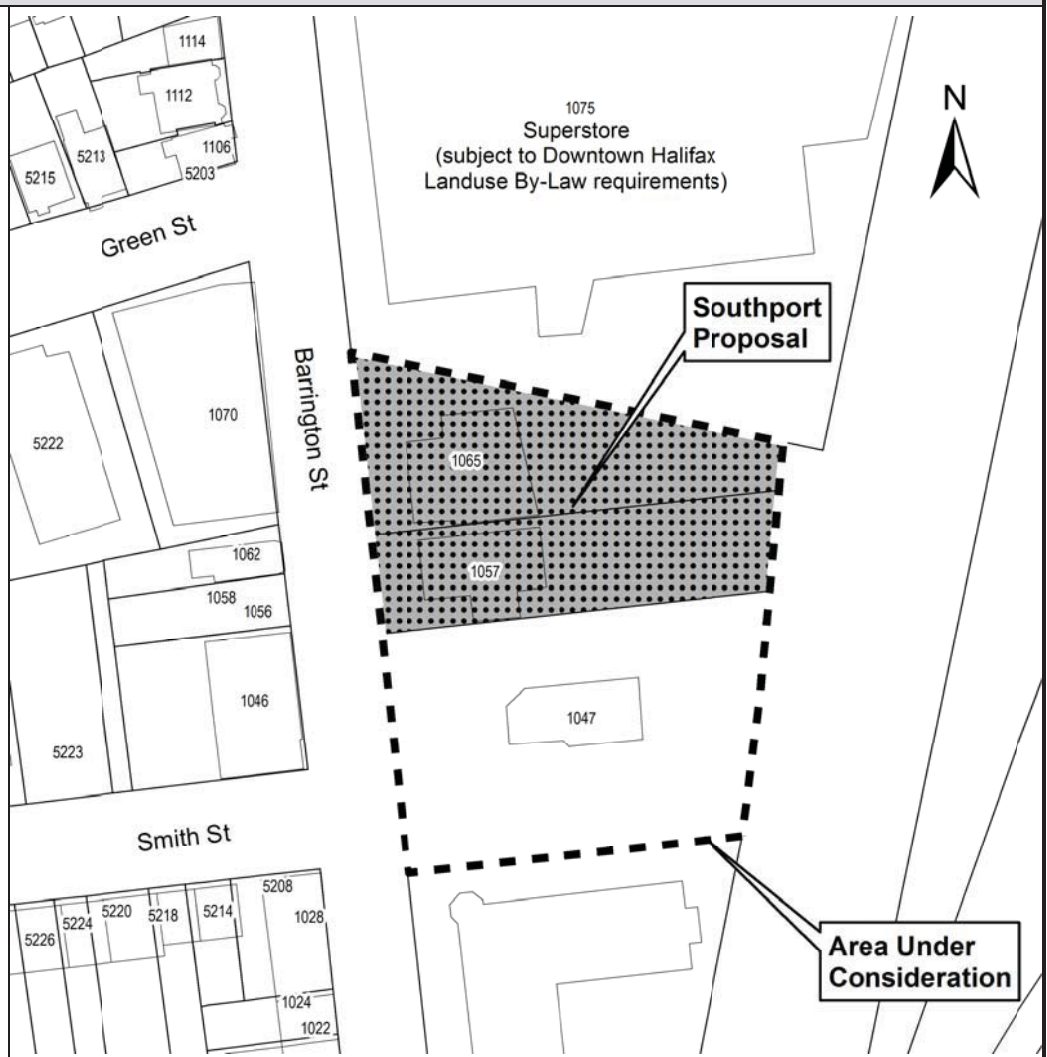 1114
1112
1106
5203
5213
5215
Green St
1075
Superstore
(subject to Downtown Halifax
Landuse By-Law requirements)
N
Southport
Proposal
Barrington St
1070
5222
1065
1062
1057
1058
1056
1046
1047
5223
Smith St
5208
5214
5218
5220
5224
5226
1028
1024
1022
Area Under
Consideration